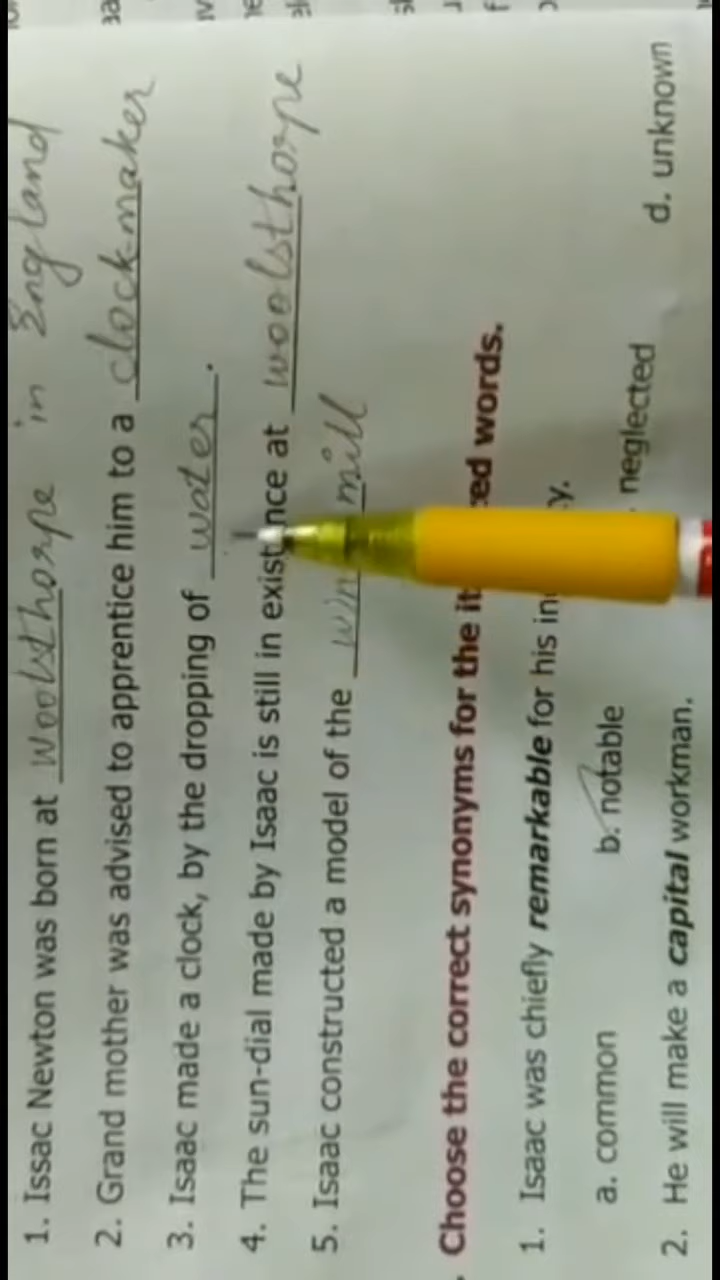 1. Issac Newton was born at Woolsthorpe in England
2. Grand mother was advised to apprentice him to a clockmaker
3. Isaac made a clock, by the dropping of water.
4. The sun-dial made by Isaac is still in existence at woolsthorpe
5. Isaac constructed a model of the mill
Choose the correct synonyms for the words.
1. Isaac was chiefly remarkable for his
a. common b. notable neglected d. unknown
2. He will make a capital workman.